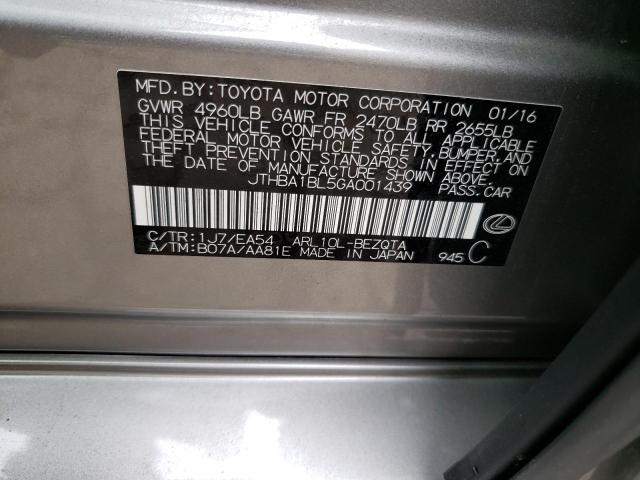 MFD.BY:TOYOTA MOTOR CORPORATION 01/16
GVWR 4960LB GAWR FR 2470LB RR 2655LB
THIS VEHICLE CONFORMS TO ALL APPLICABLE
FEDERAL MOTOR VEHICLE SAFETY,BUMPER,AND
THEFT PREVENTION STANDARDS IN EFFECT ON
THE DATE OF MANUFACTURE SHOWN ABOVE.
JTHBA1BL5GA001439 PASS.CAR
C/TR:1J7/EA54 ARL10L-BEZQTA
A/TM:B07A/AA81E MADE IN JAPAN 945 C